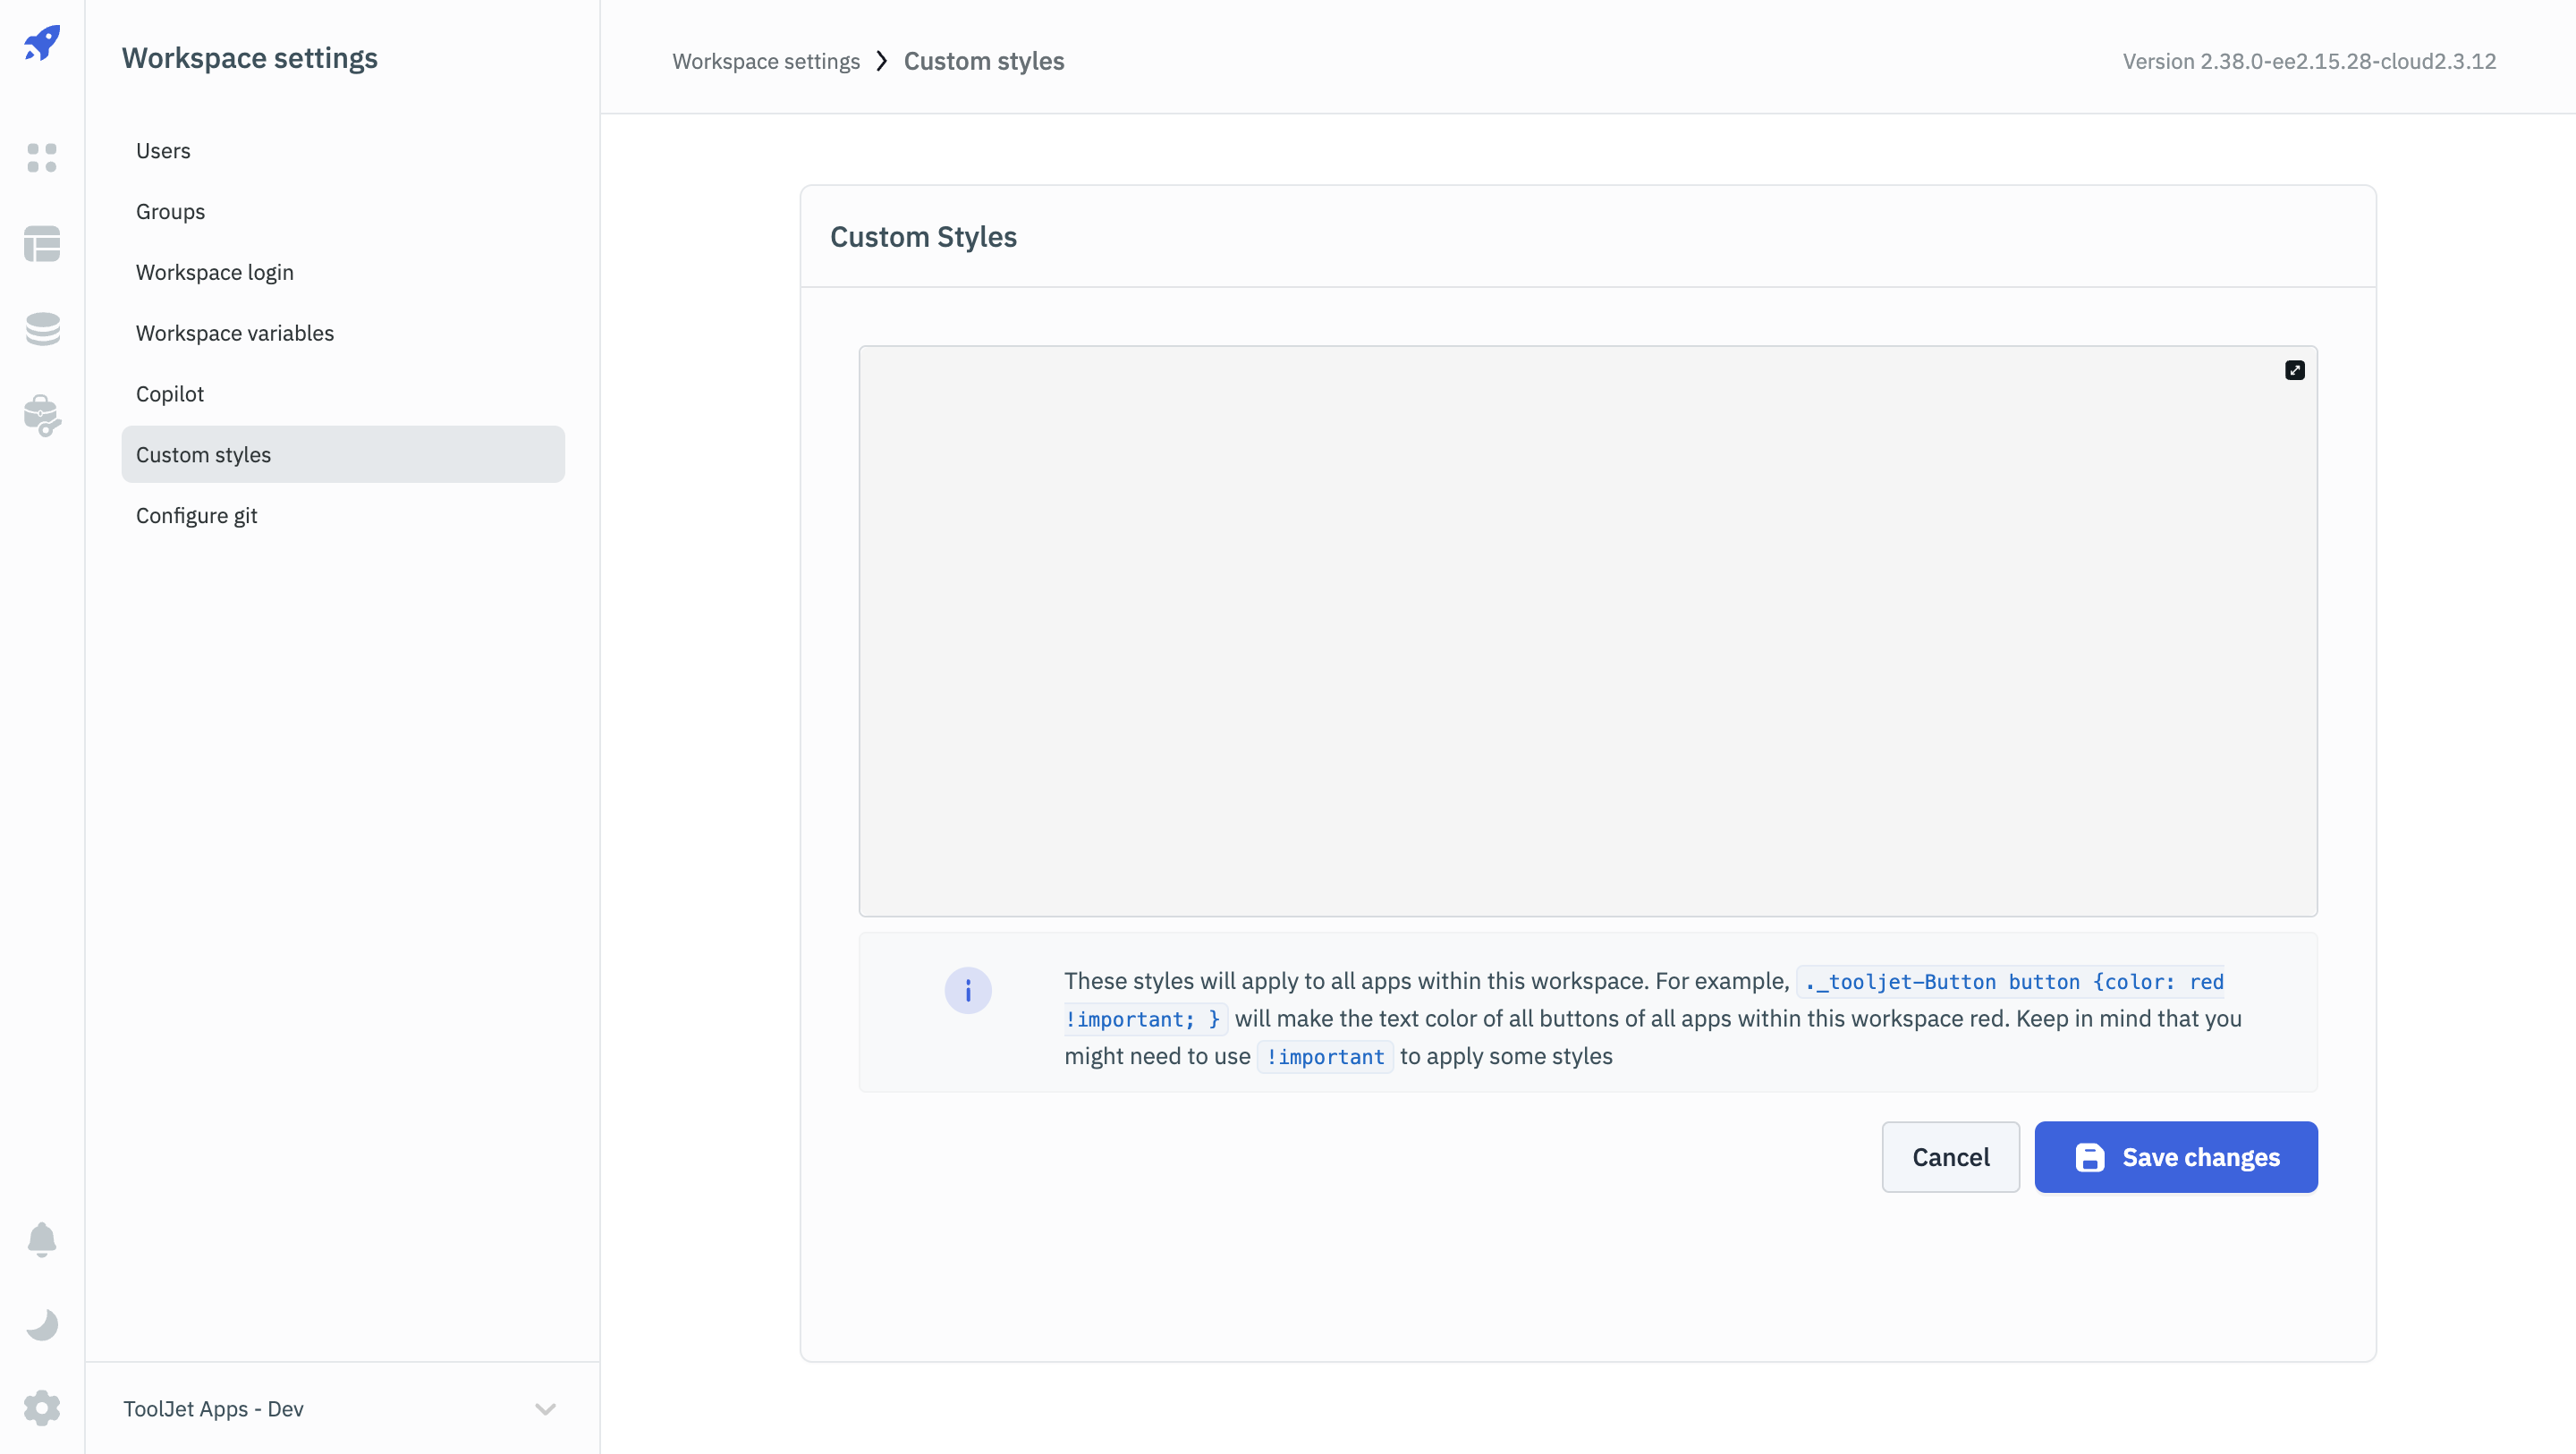 Workspace settings
Users
Groups
Workspace login
Workspace variables
Copilot
Custom styles
Configure git
ToolJet Apps - Dev
Workspace settings > Custom styles
Version 2.38.0-ee2.15.28-cloud2.3.12
Custom Styles
These styles will apply to all apps within this workspace. For example, ._tooljet-Button button {color: red
!important; } will make the text color of all buttons of all apps within this workspace red. Keep in mind that you
might need to use !important to apply some styles
Cancel
Save changes